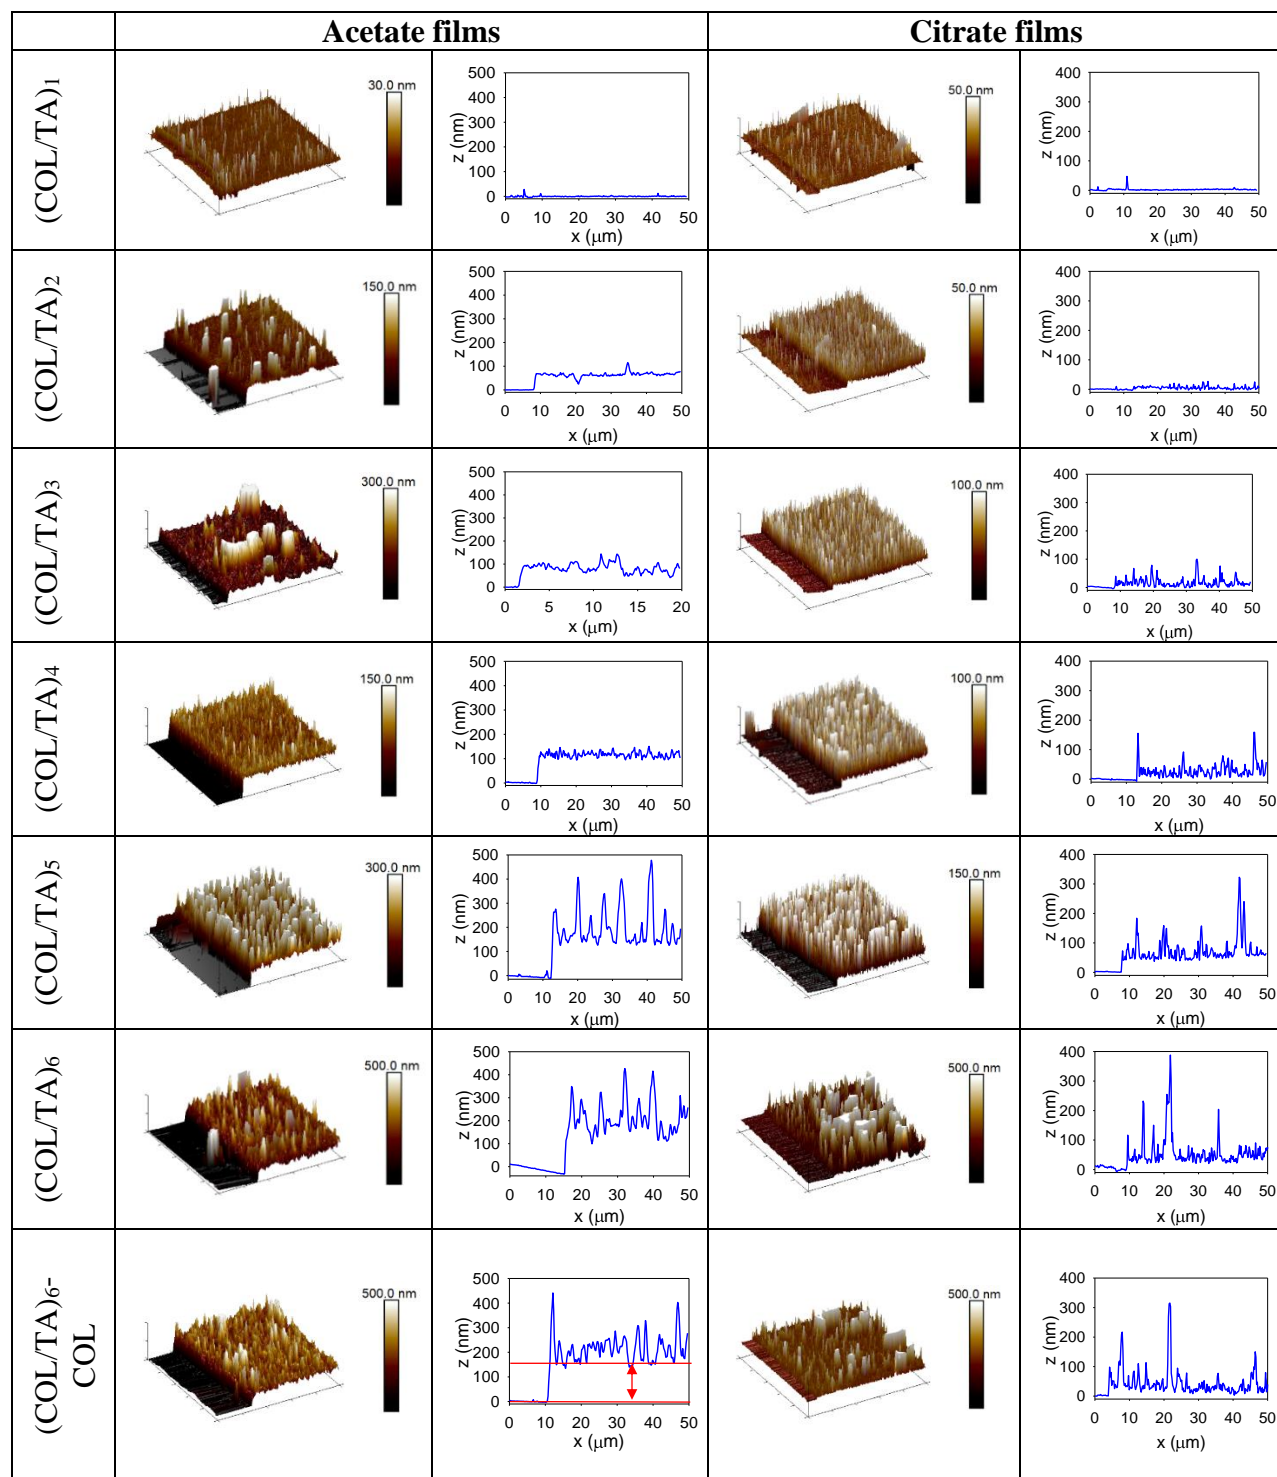 Acetate films
Citrate films
(COL/TA)1
30.0 nm
500
400
300
200
100
0
z (nm)
0 10 20 30 40 50
x (μm)
50.0 nm
400
300
200
100
0
z (nm)
0 10 20 30 40 50
x (μm)
(COL/TA)2
150.0 nm
500
400
300
200
100
0
z (nm)
0 10 20 30 40 50
x (μm)
50.0 nm
400
300
200
100
0
z (nm)
0 10 20 30 40 50
x (μm)
(COL/TA)3
300.0 nm
500
400
300
200
100
0
z (nm)
0 5 10 15 20
x (μm)
100.0 nm
400
300
200
100
0
z (nm)
0 10 20 30 40 50
x (μm)
(COL/TA)4
150.0 nm
500
400
300
200
100
0
z (nm)
0 10 20 30 40 50
x (μm)
100.0 nm
400
300
200
100
0
z (nm)
0 10 20 30 40 50
x (μm)
(COL/TA)5
300.0 nm
500
400
300
200
100
0
z (nm)
0 10 20 30 40 50
x (μm)
150.0 nm
400
300
200
100
0
z (nm)
0 10 20 30 40 50
x (μm)
(COL/TA)6
500.0 nm
500
400
300
200
100
0
z (nm)
0 10 20 30 40 50
x (μm)
500.0 nm
400
300
200
100
0
z (nm)
0 10 20 30 40 50
x (μm)
(COL/TA)6-
COL
500.0 nm
500
400
300
200
100
0
z (nm)
0 10 20 30 40 50
x (μm)
500.0 nm
400
300
200
100
0
z (nm)
0 10 20 30 40 50
x (μm)